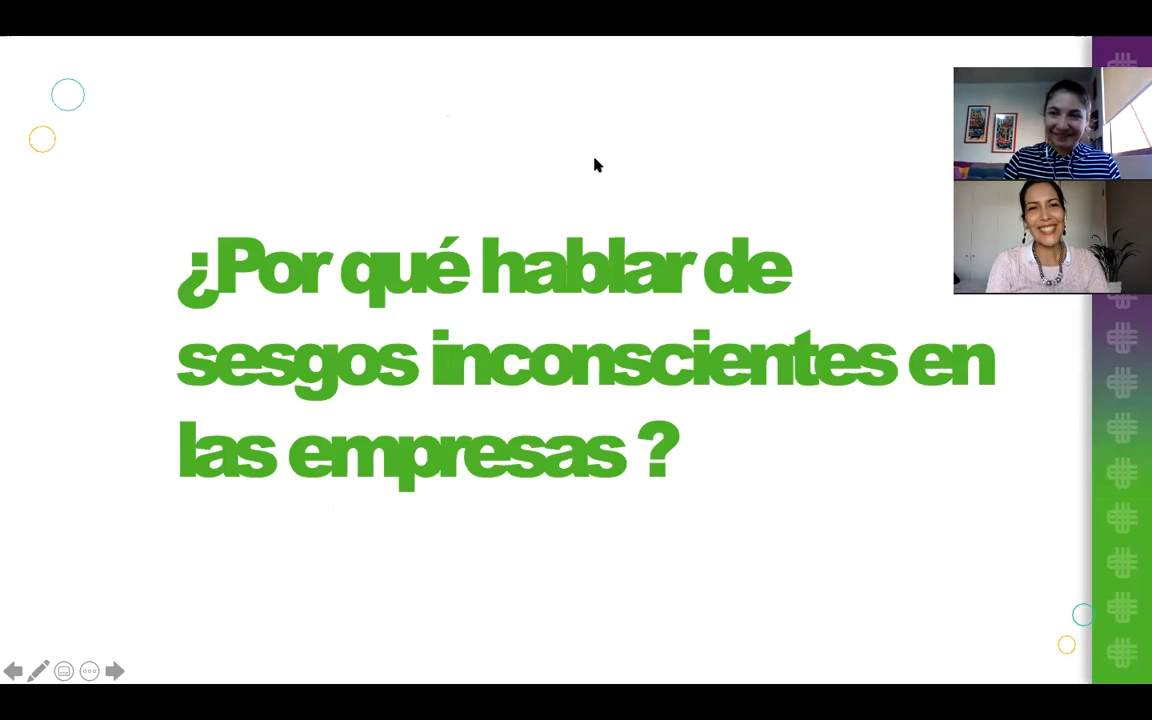 ¿Por qué hablar de
sesgos inconscientes en
las empresas ?